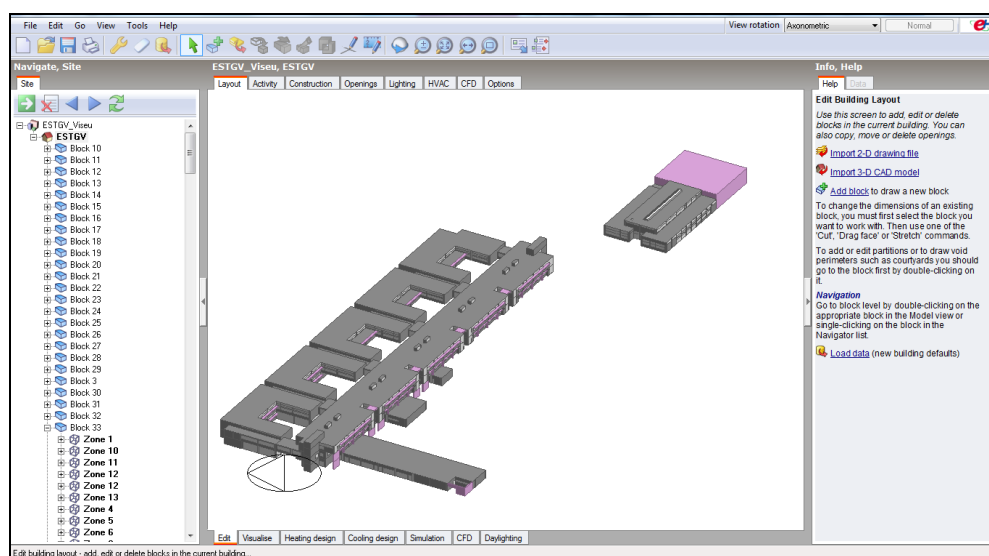 File Edit Go View Tools Help
View rotation Axonometric Normal
Navigate, Site
ESTGV_Viseu, ESTGV
Info, Help
Site
Layout Activity Construction Openings Lighting HVAC CFD Options
Help Data
ESTGV_Viseu
ESTGV
Block 10
Block 11
Block 12
Block 13
Block 14
Block 15
Block 16
Block 17
Block 18
Block 19
Block 20
Block 21
Block 22
Block 23
Block 24
Block 25
Block 26
Block 27
Block 28
Block 29
Block 3
Block 30
Block 31
Block 32
Block 33
Zone 1
Zone 10
Zone 11
Zone 12
Zone 12
Zone 13
Zone 4
Zone 5
Zone 6
Edit Building Layout
Use this screen to add, edit or delete
blocks in the current building. You can
also copy, move or delete openings.
Import 2-D drawing file
Import 3-D CAD model
Add block to draw a new block
To change the dimensions of an existing
block, you must first select the block you
want to work with. Then use one of the
'Cut', 'Drag face' or 'Stretch' commands.
To add or edit partitions or to draw void
perimeters such as courtyards you should
go to the block first by double-clicking on
it.
Navigation
Go to block level by double-clicking on the
appropriate block in the Model view or
single-clicking on the block in the
Navigator list.
Load data (new building defaults)
Edit Visualise Heating design Cooling design Simulation CFD Daylighting
Edit building layout - add, edit or delete blocks in the current building...